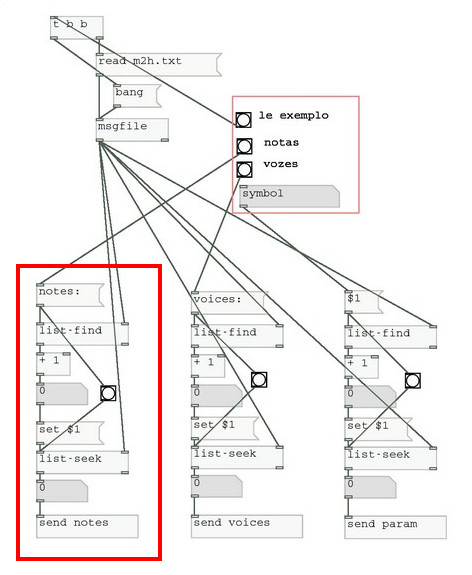 t b b
read m2h.txt
bang
msgfile
le exemplo
notas
vozes
symbol
notes:
list-find
+ 1
0
set $1
list-seek
0
send notes
voices:
list-find
+ 1
0
set $1
list-seek
0
send voices
$1
list-find
+ 1
0
set $1
list-seek
0
send param